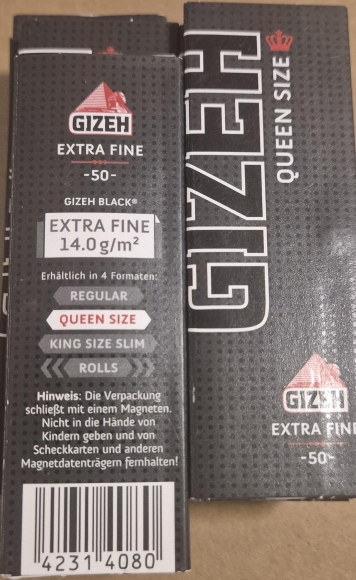 GIZEH
EXTRA FINE
-50-
GIZEH BLACK®
EXTRA FINE
14.0 g/m²
Erhältlich in 4 Formaten:
REGULAR
QUEEN SIZE
KING SIZE SLIM
ROLLS
Hinweis: Die Verpackung
schließt mit einem Magneten.
Nicht in die Hände von
Kindern geben und von
Scheckkarten und anderen
Magnetdatenträgern fernhalten!
4231 4080
GIZEH
QUEEN SIZE
GIZEH
EXTRA FINE
-50-